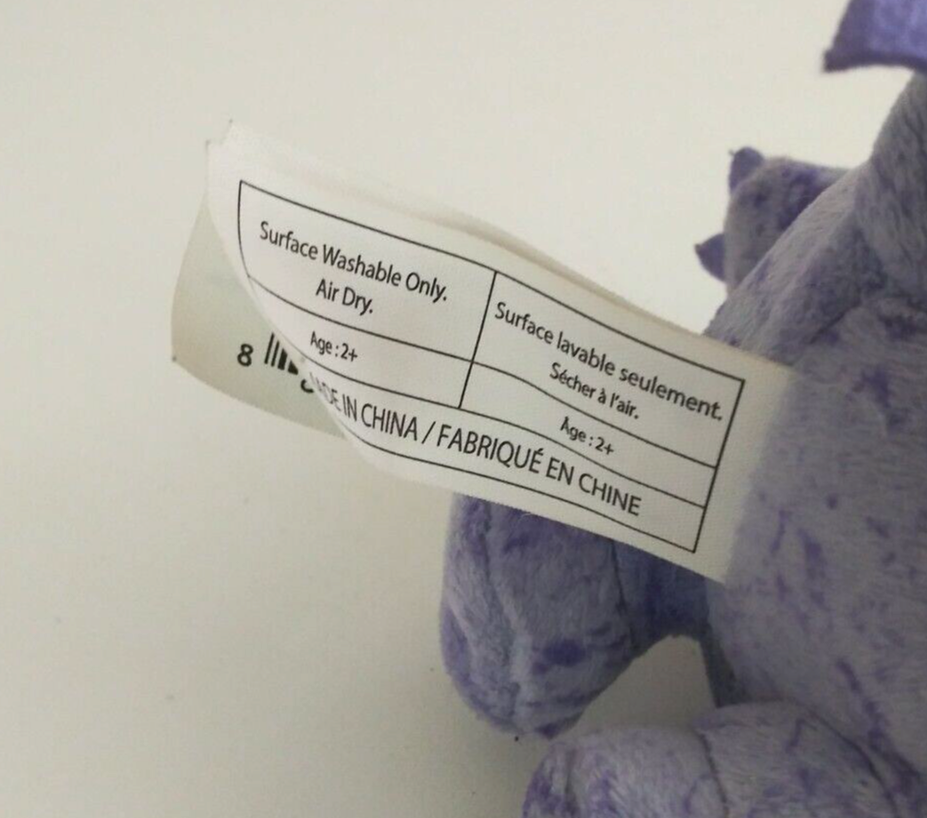 Surface Washable Only.
Air Dry.
Surface lavable seulement.
Sécher à l'air.
Age : 2+
Âge : 2+
MADE IN CHINA / FABRIQUÉ EN CHINE
8